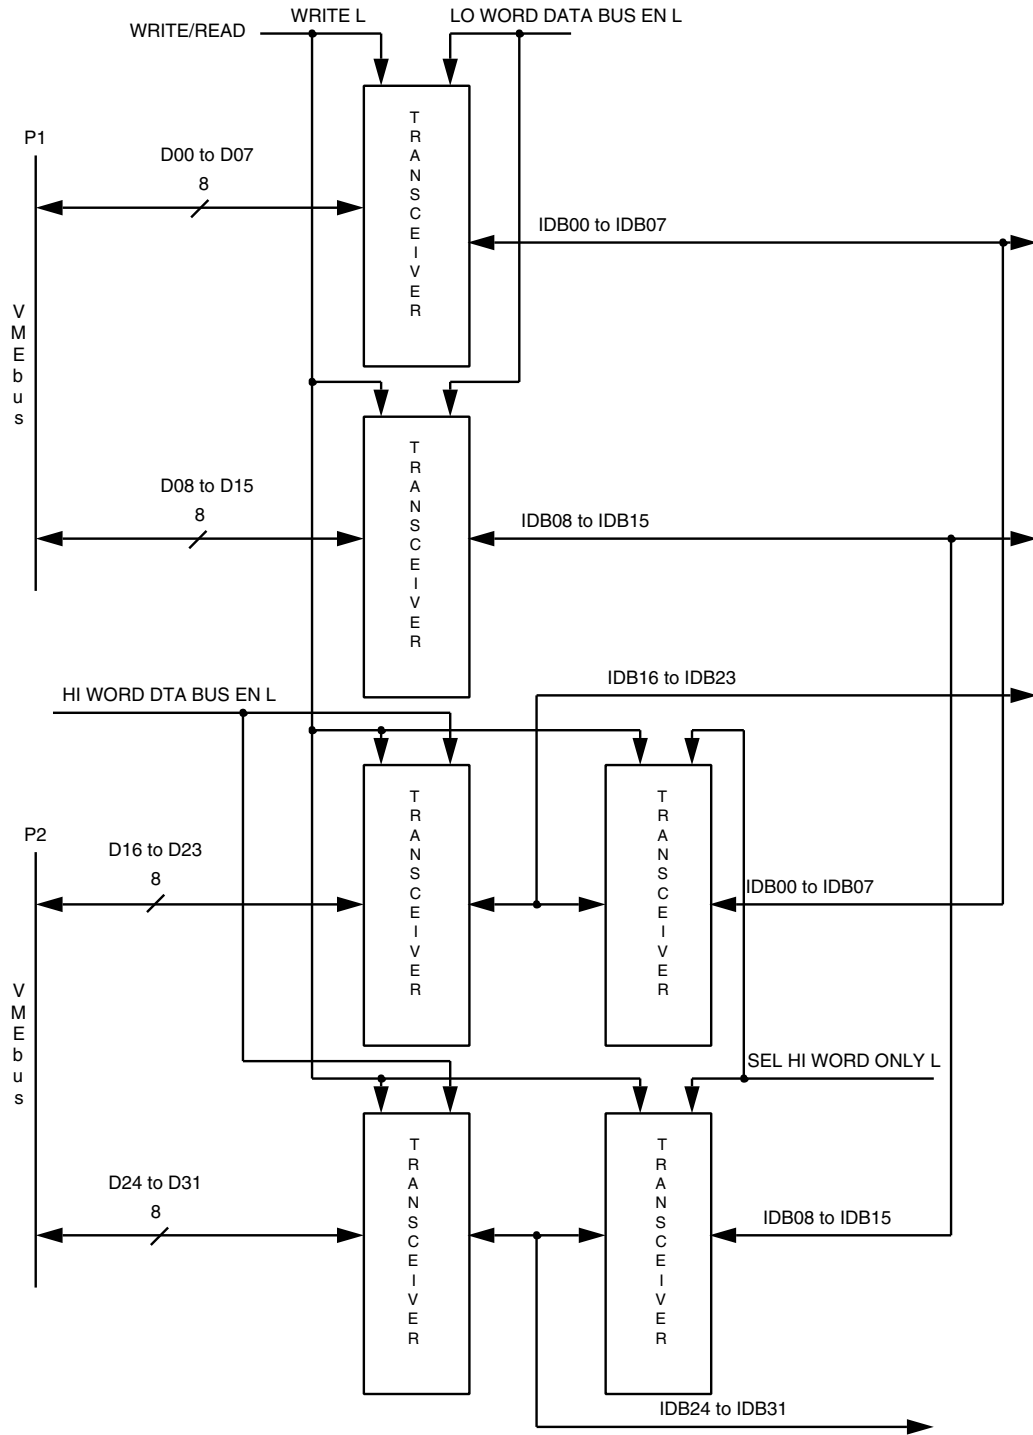 WRITE L
LO WORD DATA BUS EN L
WRITE/READ
TRANSCEIVER
P1
D00 to D07
8
IDB00 to IDB07
VMEbus
TRANSCEIVER
D08 to D15
8
IDB08 to IDB15
IDB16 to IDB23
HI WORD DTA BUS EN L
TRANSCEIVER
TRANSCEIVER
P2
D16 to D23
8
IDB00 to IDB07
VMEbus
SEL HI WORD ONLY L
TRANSCEIVER
TRANSCEIVER
D24 to D31
8
IDB08 to IDB15
IDB24 to IDB31